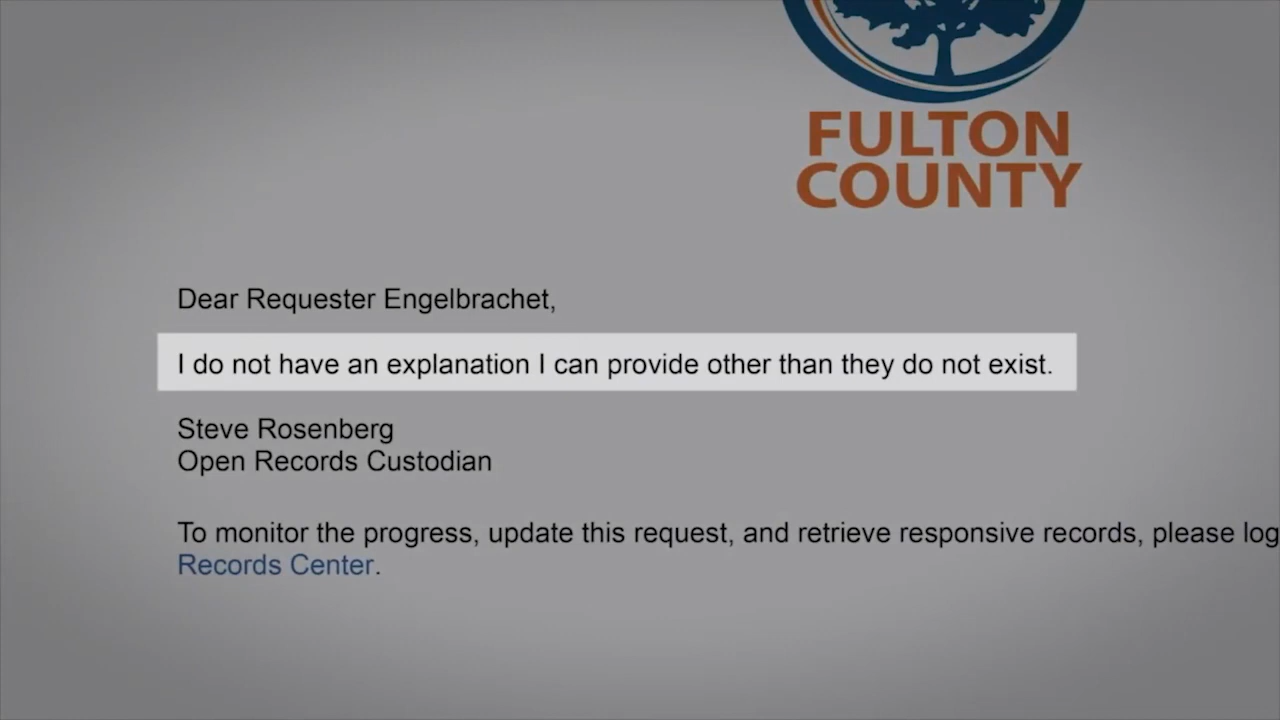 FULTON
COUNTY
Dear Requester Engelbrachet,
I do not have an explanation I can provide other than they do not exist.
Steve Rosenberg
Open Records Custodian
To monitor the progress, update this request, and retrieve responsive records, please log
Records Center.